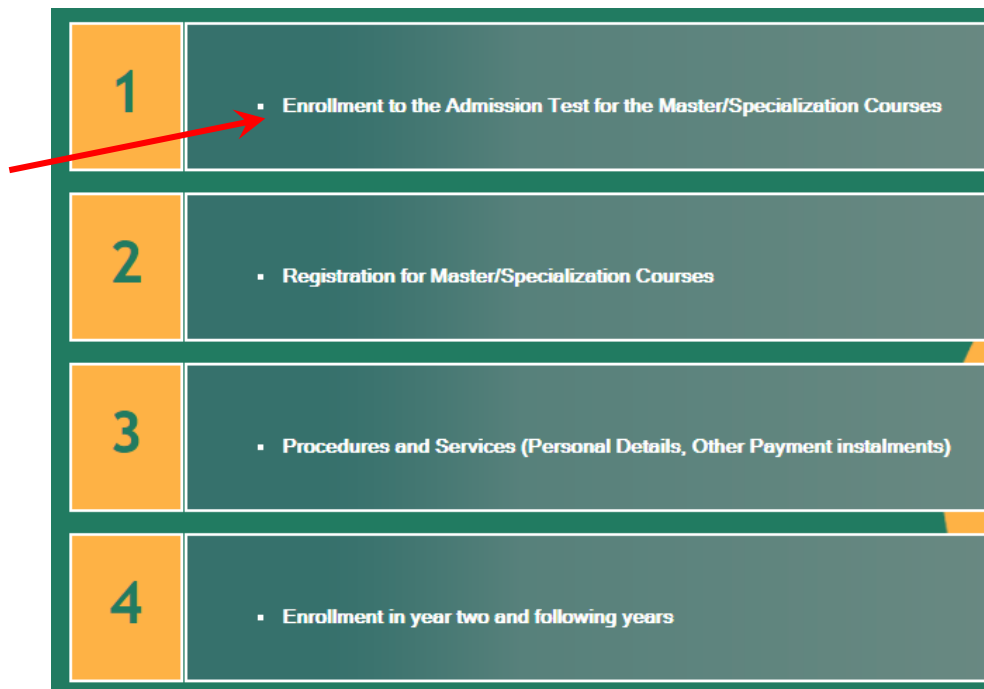 1
Enrollment to the Admission Test for the Master/Specialization Courses
2
Registration for Master/Specialization Courses
3
Procedures and Services (Personal Details, Other Payment instalments)
4
Enrollment in year two and following years